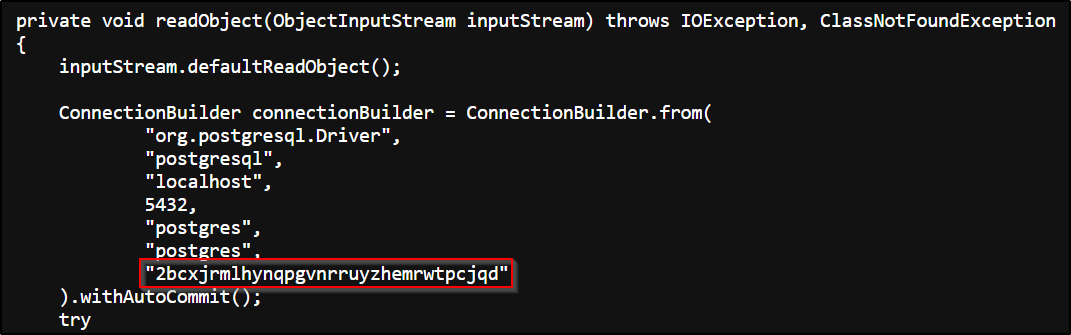 private void readObject(ObjectInputStream inputStream) throws IOException, ClassNotFoundException
{
    inputStream.defaultReadObject();

    ConnectionBuilder connectionBuilder = ConnectionBuilder.from(
            "org.postgresql.Driver",
            "postgresql",
            "localhost",
            5432,
            "postgres",
            "postgres",
            "2bcxjrmlhynqpgvnrruyzhemrwtpcjqd"
    ).withAutoCommit();
    try